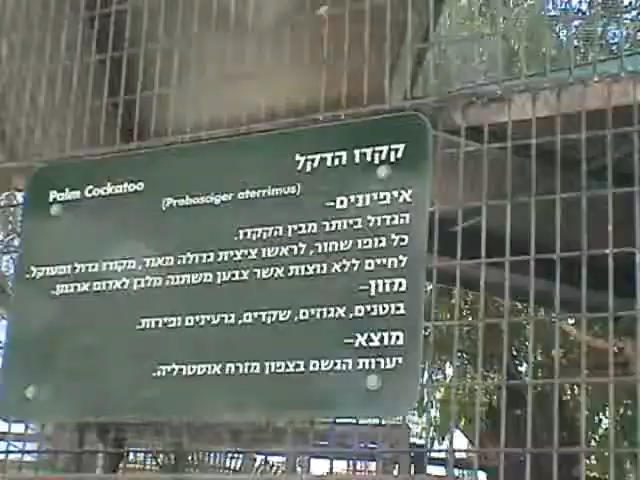 קקדו הדקל
Palm Cockatoo
(Probosciger aterrimus)
איפיונים-
הגדול ביותר מבין הקקדו.
כל גופו שחור, לראשו ציצית גדולה מאוד, מקורו גדול ומעוקל.
לחיים ללא נוצות אשר צבען משתנה מלבן לאדום ארגמן.
מזון-
בוטנים, אגוזים, שקדים, גרעינים ופירות.
מוצא-
יערות הגשם בצפון מזרח אוסטרליה.